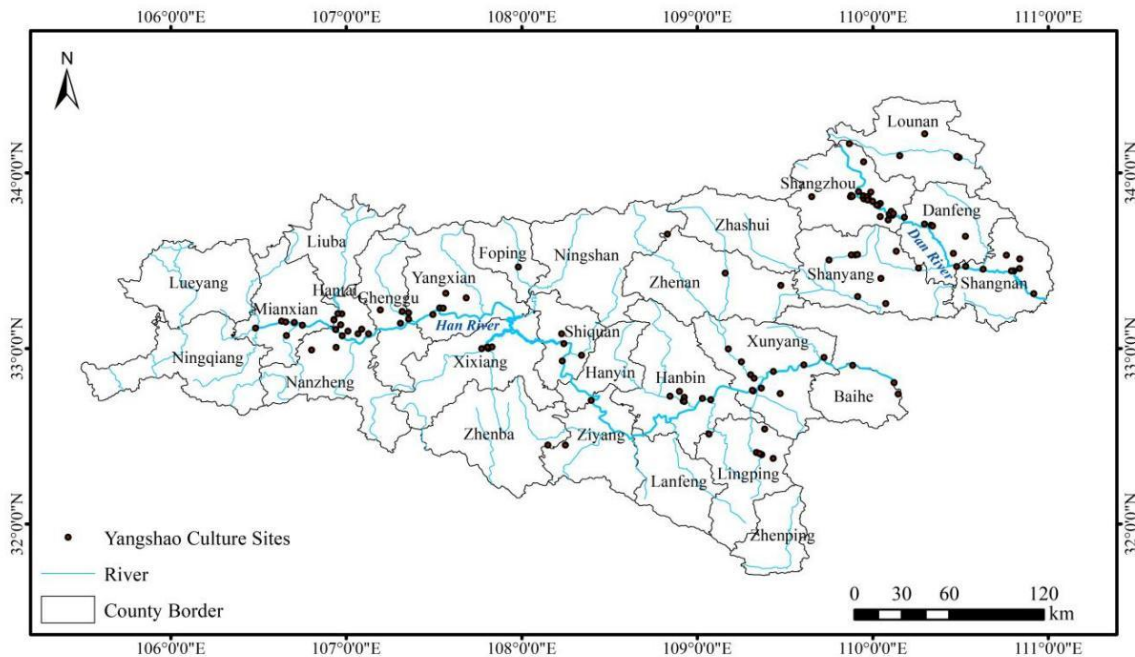 106°0'0"E 107°0'0"E 108°0'0"E 109°0'0"E 110°0'0"E 111°0'0"E
N
34°0'0"N
33°0'0"N
32°0'0"N
34°0'0"N
33°0'0"N
32°0'0"N
Lounan
Shangzhou
Danfeng
Dan River
Zhashui
Liuba
Foping
Ningshan
Yangxian
Shanyang
Shangnan
Lueyang
Hantai
Zhenan
Mianxian
Chenggu
Han River
Shiquan
Xunyang
Ningqiang
Xixiang
Hanyin
Hanbin
Nanzheng
Baihe
Zhenba
Ziyang
Lingping
Lanfeng
Zhenping
Yangshao Culture Sites
River
County Border
0 30 60 120
km
106°0'0"E 107°0'0"E 108°0'0"E 109°0'0"E 110°0'0"E 111°0'0"E